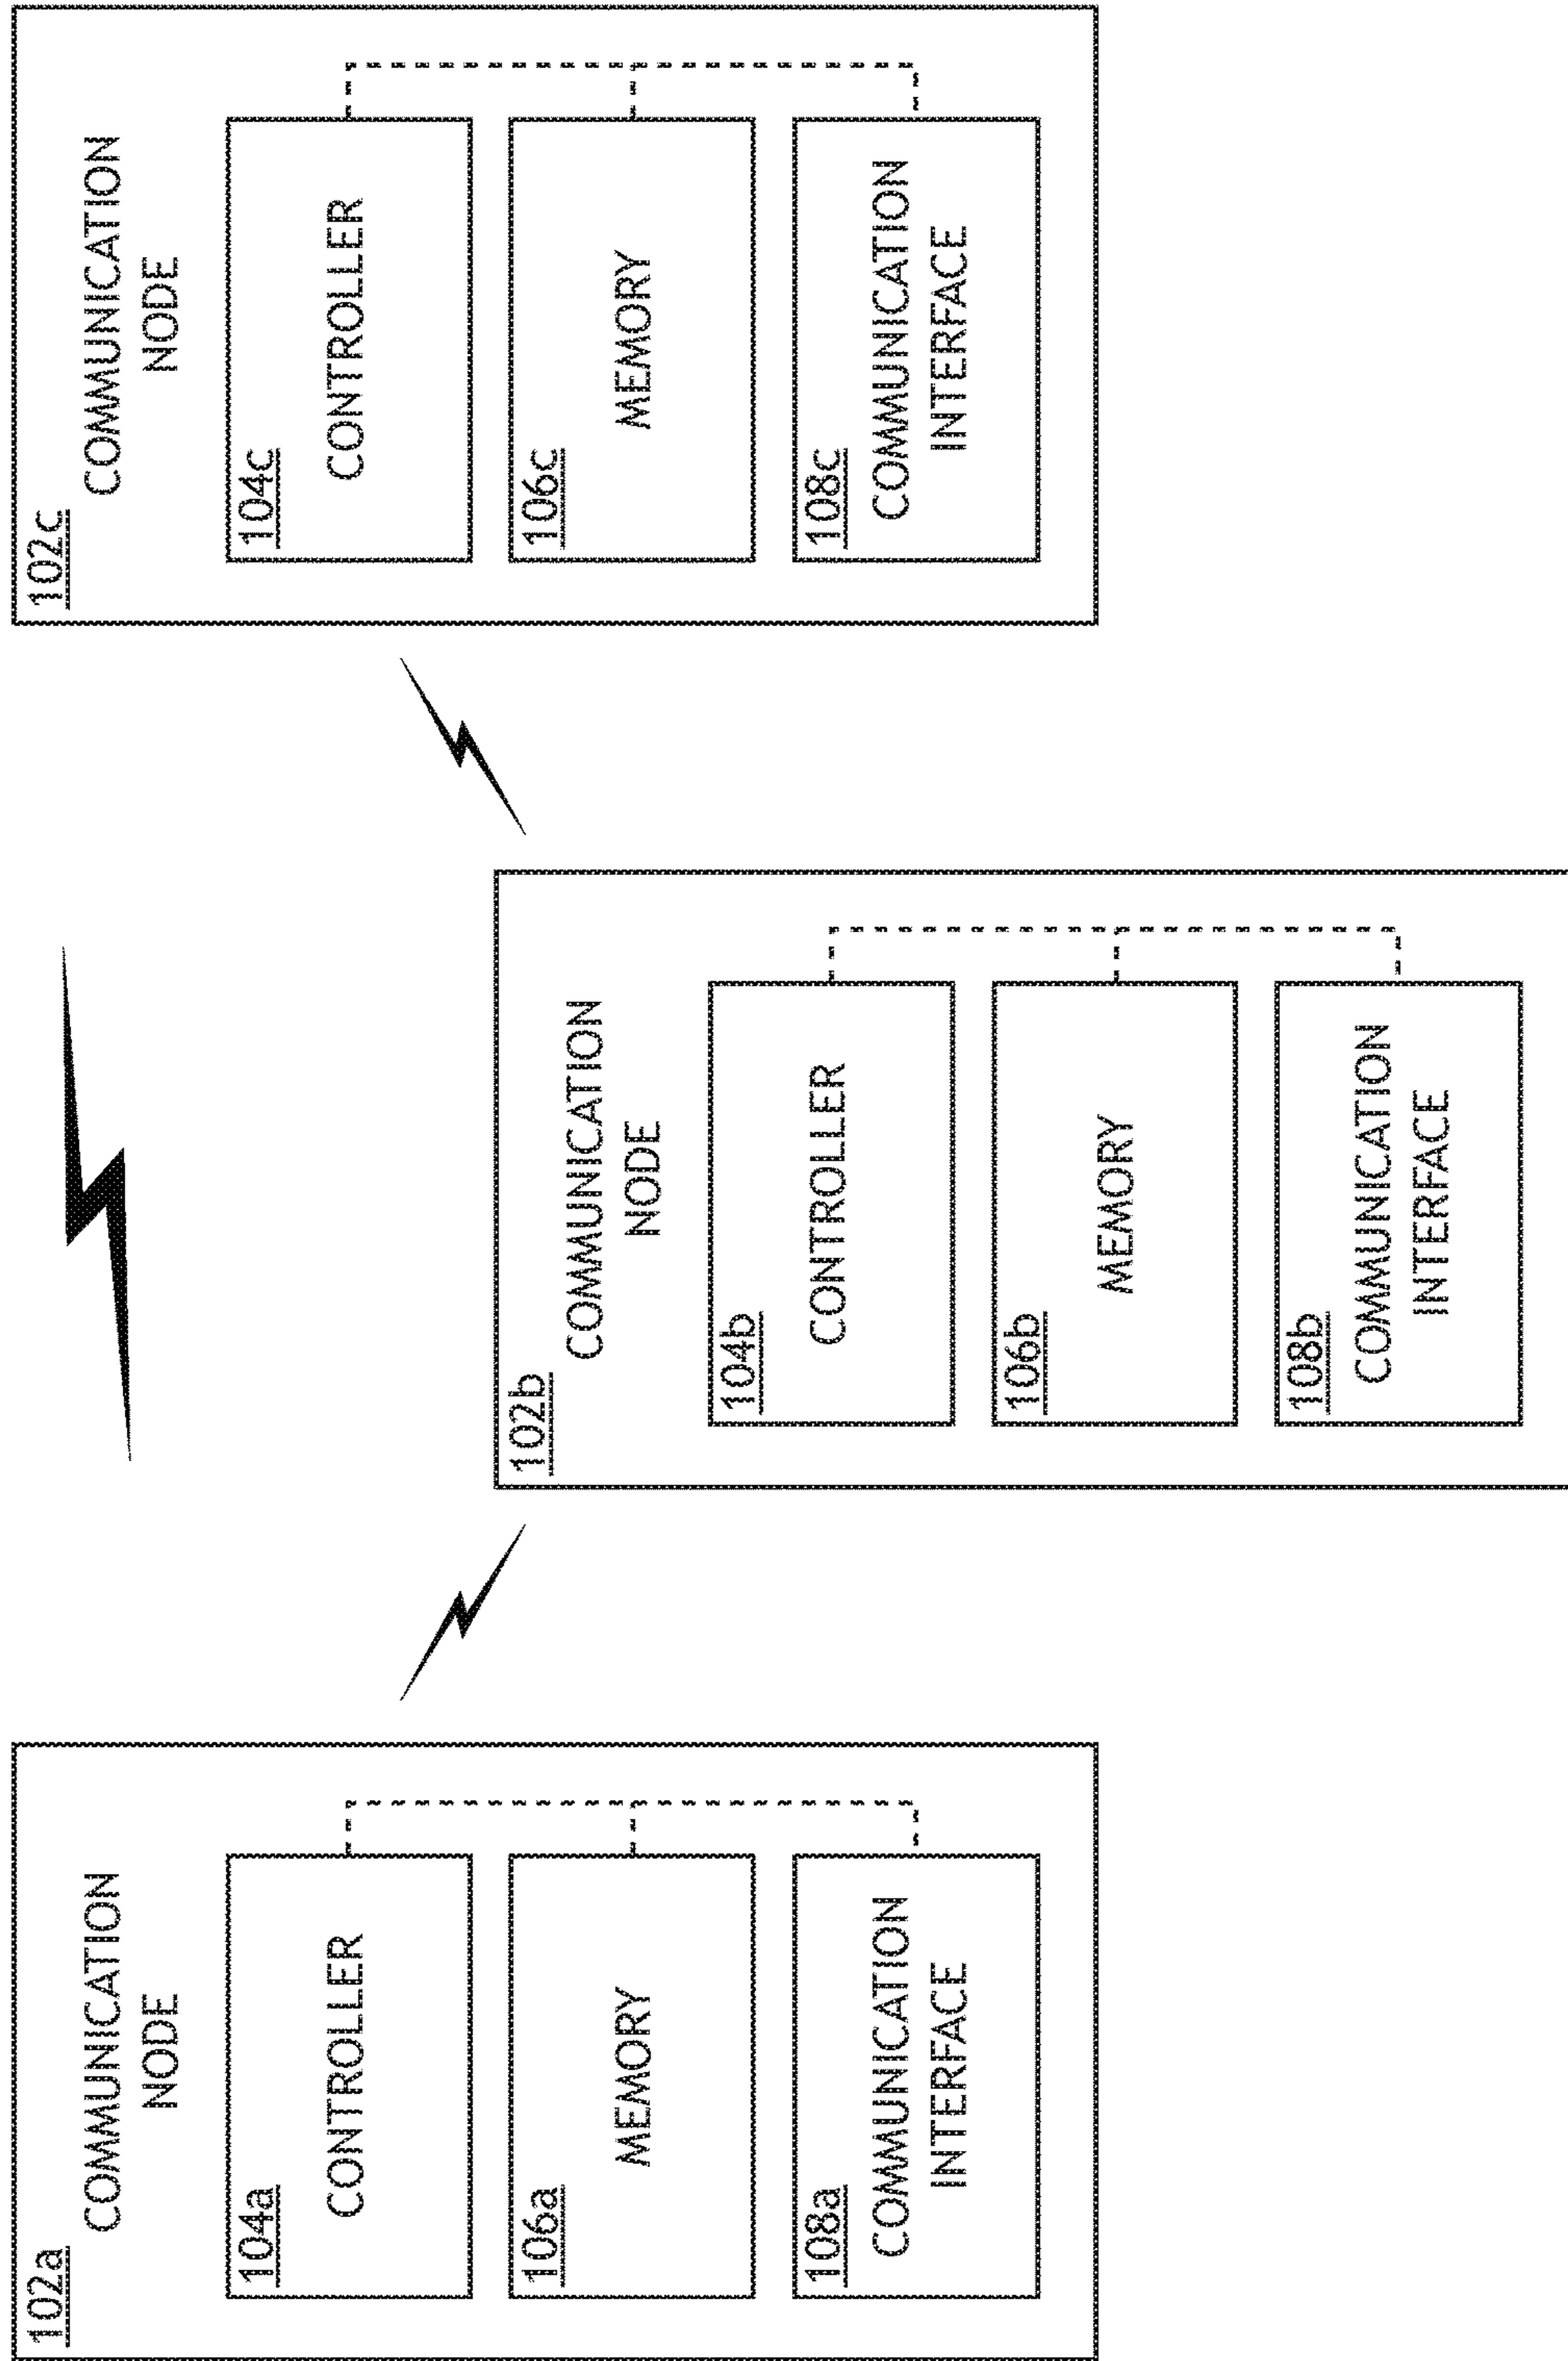 102a
COMMUNICATION
NODE
104a
CONTROLLER
106a
MEMORY
108a
COMMUNICATION
INTERFACE
102b
COMMUNICATION
NODE
104b
CONTROLLER
106b
MEMORY
108b
COMMUNICATION
INTERFACE
102c
COMMUNICATION
NODE
104c
CONTROLLER
106c
MEMORY
108c
COMMUNICATION
INTERFACE